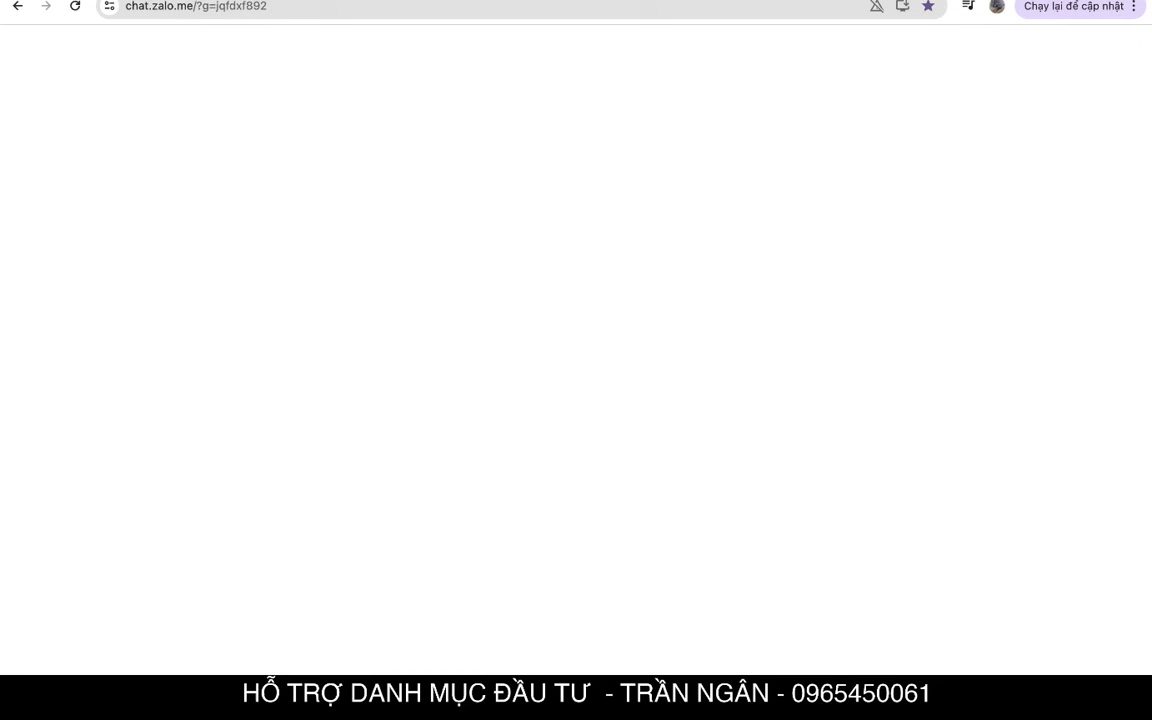 chat.zalo.me/?g=jqfdxf892
Chạy lại để cập nhật
HỖ TRỢ DANH MỤC ĐẦU TƯ - TRẦN NGÂN - 0965450061